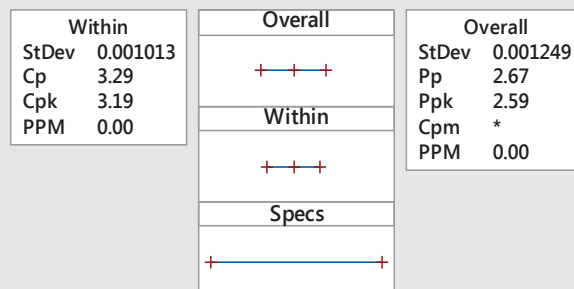 Within
StDev 0.001013
Cp 3.29
Cpk 3.19
PPM 0.00
Overall
Within
Specs
Overall
StDev 0.001249
Pp 2.67
Ppk 2.59
Cpm *
PPM 0.00